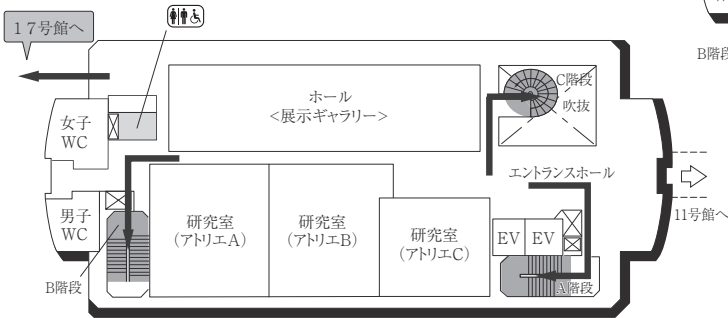 17号館へ
B階段
C階段
ホール
<展示ギャラリー>
吹抜
女子
WC
エントランスホール
11号館へ
男子
WC
研究室
(アトリエA)
研究室
(アトリエB)
研究室
(アトリエC)
EV
EV
B階段
A階段